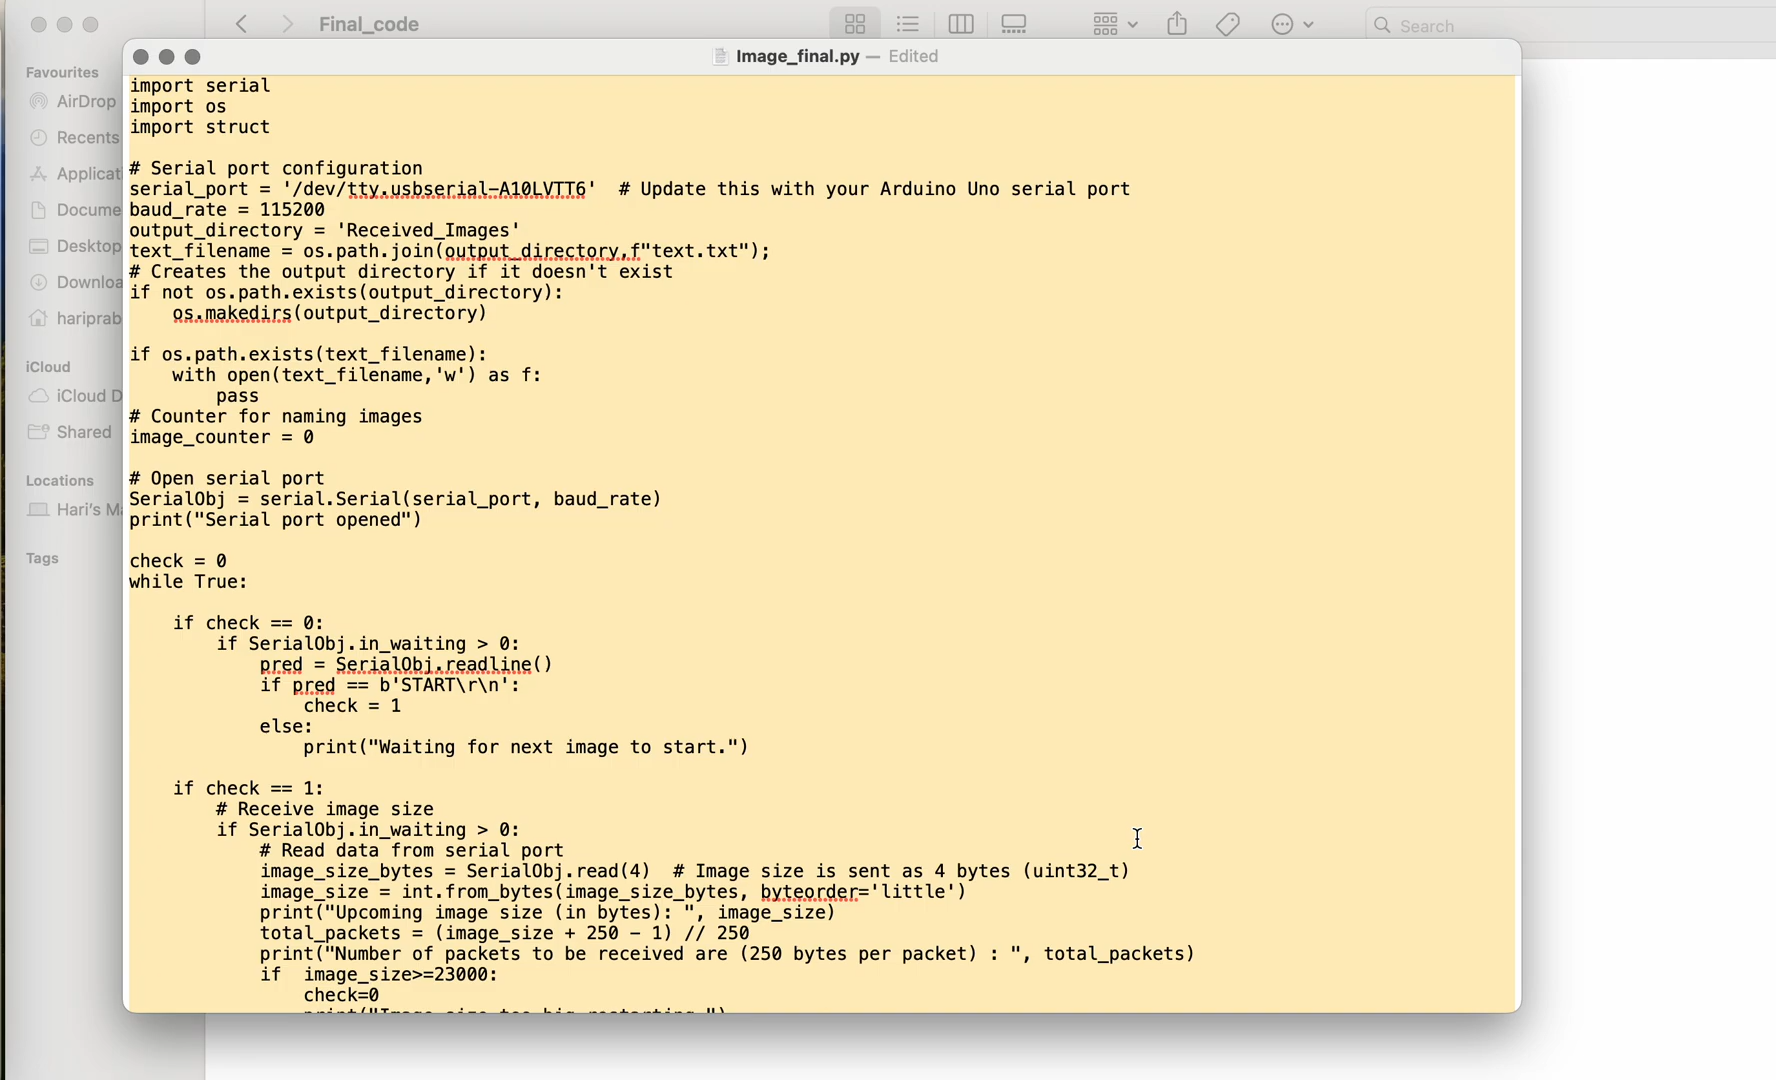 Final_code
Search
Image_final.py — Edited
Favourites
AirDrop
Recents
Applicati
Docume
Desktop
Downloa
hariprab
iCloud
iCloud D
Shared
Locations
Hari's Ma
Tags
import serial
import os
import struct
# Serial port configuration
serial_port = '/dev/tty.usbserial-A10LVTT6'  # Update this with your Arduino Uno serial port
baud_rate = 115200
output_directory = 'Received_Images'
text_filename = os.path.join(output_directory,f"text.txt");
# Creates the output directory if it doesn't exist
if not os.path.exists(output_directory):
    os.makedirs(output_directory)
if os.path.exists(text_filename):
    with open(text_filename,'w') as f:
        pass
# Counter for naming images
image_counter = 0
# Open serial port
SerialObj = serial.Serial(serial_port, baud_rate)
print("Serial port opened")
check = 0
while True:
    if check == 0:
        if SerialObj.in_waiting > 0:
            pred = SerialObj.readline()
            if pred == b'START\r\n':
                check = 1
            else:
                print("Waiting for next image to start.")
    if check == 1:
        # Receive image size
        if SerialObj.in_waiting > 0:
            # Read data from serial port
            image_size_bytes = SerialObj.read(4)  # Image size is sent as 4 bytes (uint32_t)
            image_size = int.from_bytes(image_size_bytes, byteorder='little')
            print("Upcoming image size (in bytes): ", image_size)
            total_packets = (image_size + 250 - 1) // 250
            print("Number of packets to be received are (250 bytes per packet) : ", total_packets)
            if  image_size>=23000:
                check=0